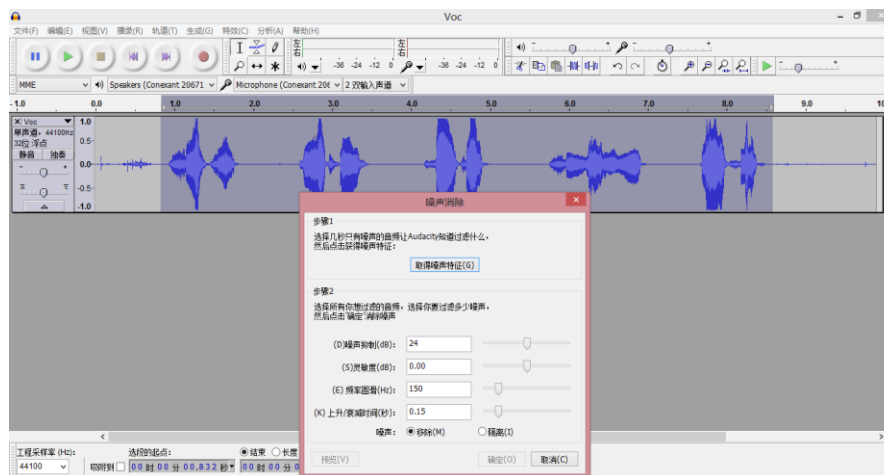 Voc
文件(F) 编辑(E) 视图(V) 播录(R) 轨道(T) 生成(G) 特效(C) 分析(A) 帮助(H)
左 右 -36 -24 -12 0 左 右 -36 -24 -12 0
MME Speakers (Conexant 20671 Microphone (Conexant 206 2 双输入声道
-1.0 0.0 1.0 2.0 3.0 4.0 5.0 6.0 7.0 8.0 9.0 10
× Voc 1.0
单声道, 44100Hz
32位 浮点 0.5
静音 独奏 0.0
-0.5
-1.0
噪声消除
步骤1
选择几秒只有噪声的音频让Audacity知道过滤什么，
然后点击获得噪声特征：
取得噪声特征(G)
步骤2
选择所有你想过滤的音频，选择你要过滤多少噪声，
然后点击'确定'消除噪声
(D)噪声抑制(dB): 24
(S)灵敏度(dB): 0.00
(E) 频率圆滑(Hz): 150
(K) 上升/衰减时间(秒): 0.15
噪声: 移除(M) 隔离(I)
预览(V) 确定(O) 取消(C)
工程采样率 (Hz): 选段的起点: 结束 长度
44100 吸附到 00 时 00 分 00.832 秒 00 时 00 分